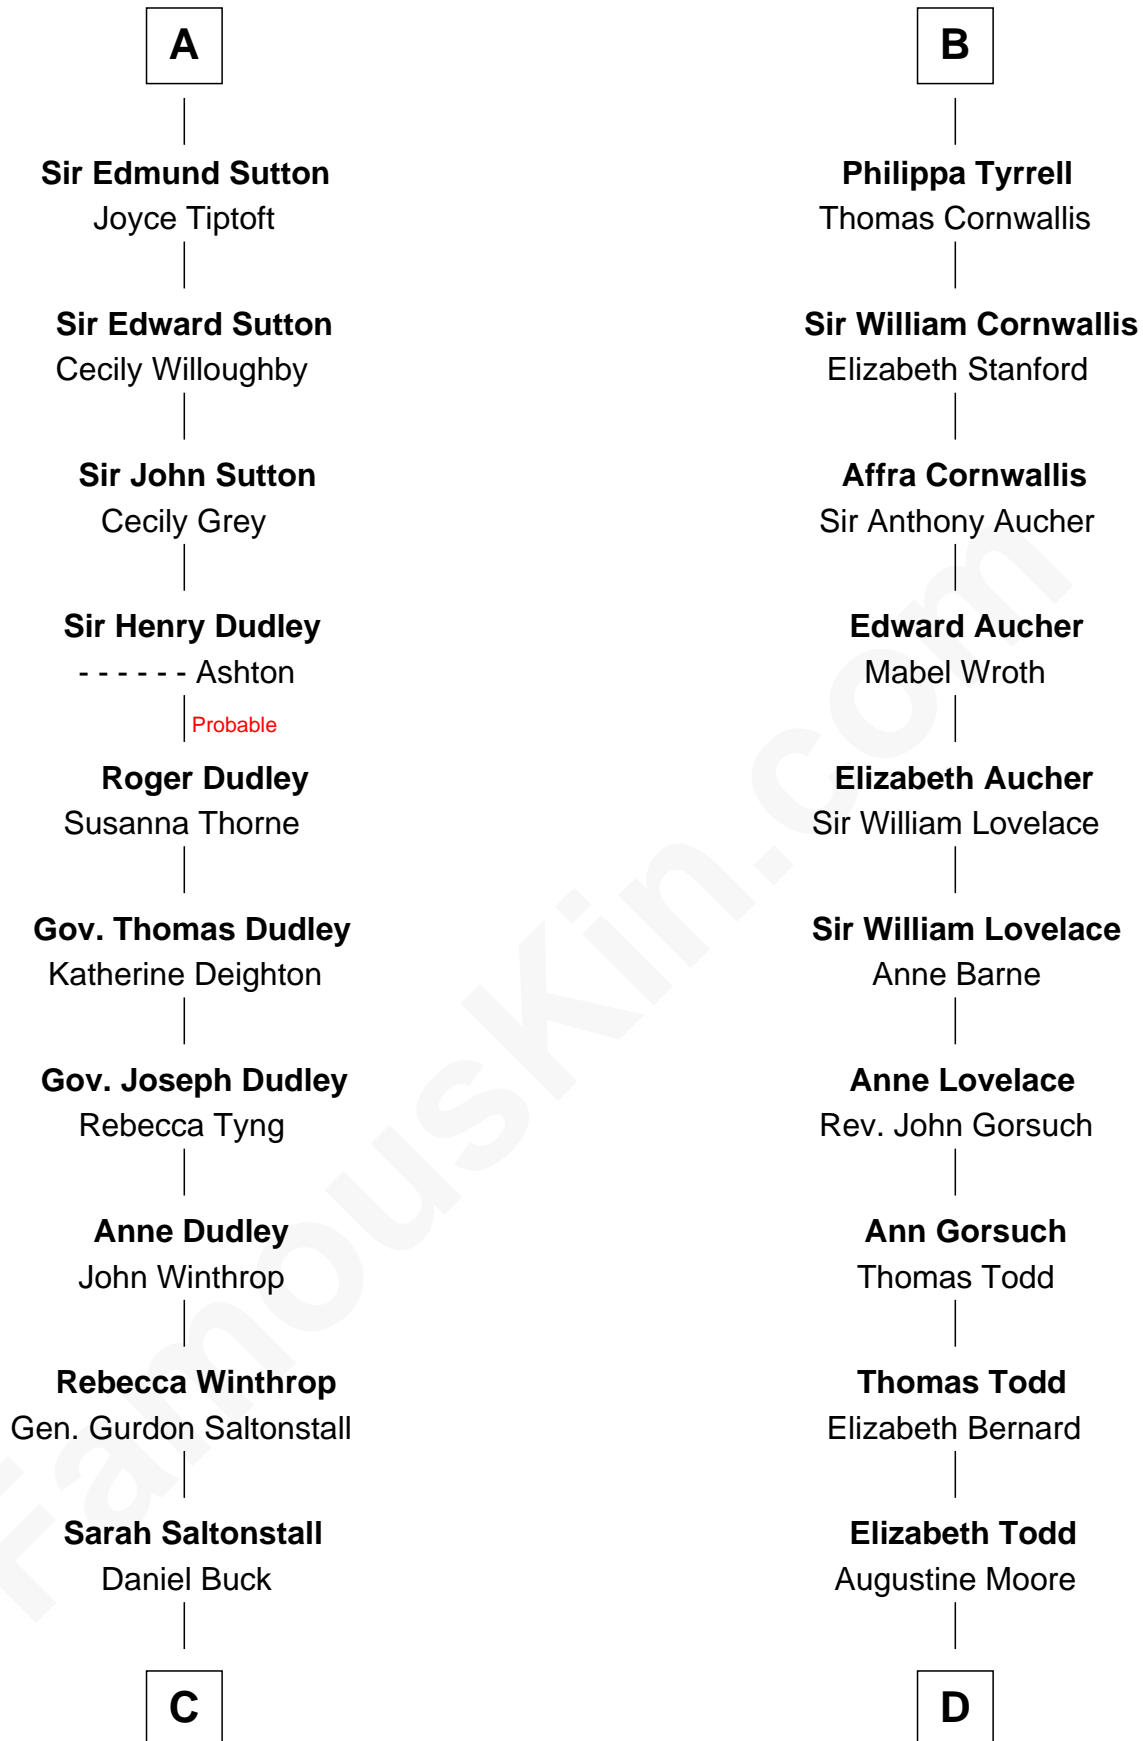 A
Sir Edmund Sutton
Joyce Tiptoft
Sir Edward Sutton
Cecily Willoughby
Sir John Sutton
Cecily Grey
Sir Henry Dudley
- - - - - - Ashton
Probable
Roger Dudley
Susanna Thorne
Gov. Thomas Dudley
Katherine Deighton
Gov. Joseph Dudley
Rebecca Tyng
Anne Dudley
John Winthrop
Rebecca Winthrop
Gen. Gurdon Saltonstall
Sarah Saltonstall
Daniel Buck
C
B
Philippa Tyrrell
Thomas Cornwallis
Sir William Cornwallis
Elizabeth Stanford
Affra Cornwallis
Sir Anthony Aucher
Edward Aucher
Mabel Wroth
Elizabeth Aucher
Sir William Lovelace
Sir William Lovelace
Anne Barne
Anne Lovelace
Rev. John Gorsuch
Ann Gorsuch
Thomas Todd
Thomas Todd
Elizabeth Bernard
Elizabeth Todd
Augustine Moore
D
FamousKin.com